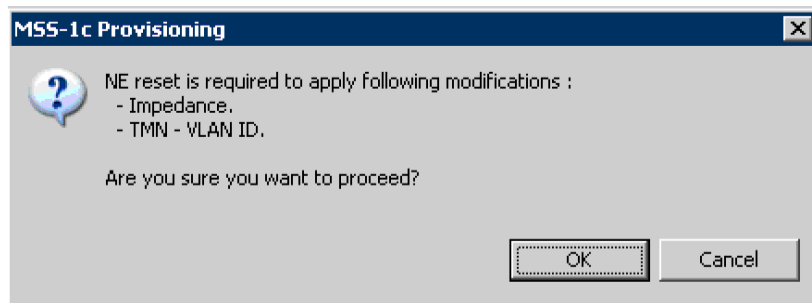 MSS-1c Provisioning
NE reset is required to apply following modifications :
- Impedance.
- TMN - VLAN ID.
Are you sure you want to proceed?
OK
Cancel